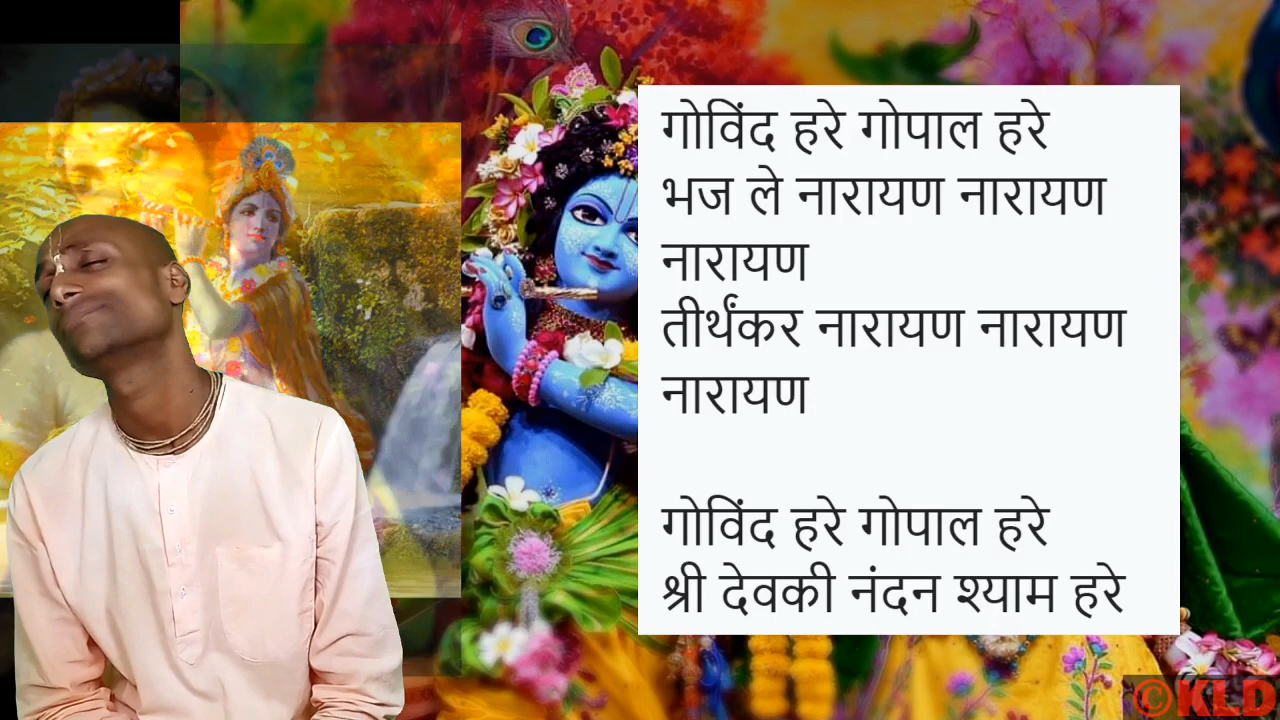 गोविंद हरे गोपाल हरे
भज ले नारायण नारायण
नारायण
तीर्थंकर नारायण नारायण
नारायण
गोविंद हरे गोपाल हरे
श्री देवकी नंदन श्याम हरे
©KLD